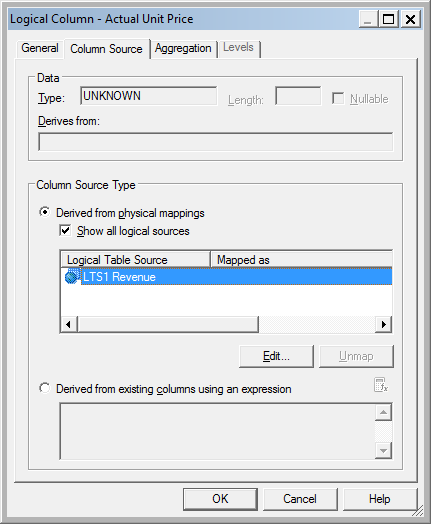 Logical Column - Actual Unit Price
General Column Source Aggregation Levels
Data
Type: UNKNOWN Length: Nullable
Derives from:
Column Source Type
Derived from physical mappings
Show all logical sources
Logical Table Source Mapped as
LTS1 Revenue
Edit... Unmap
Derived from existing columns using an expression
OK Cancel Help